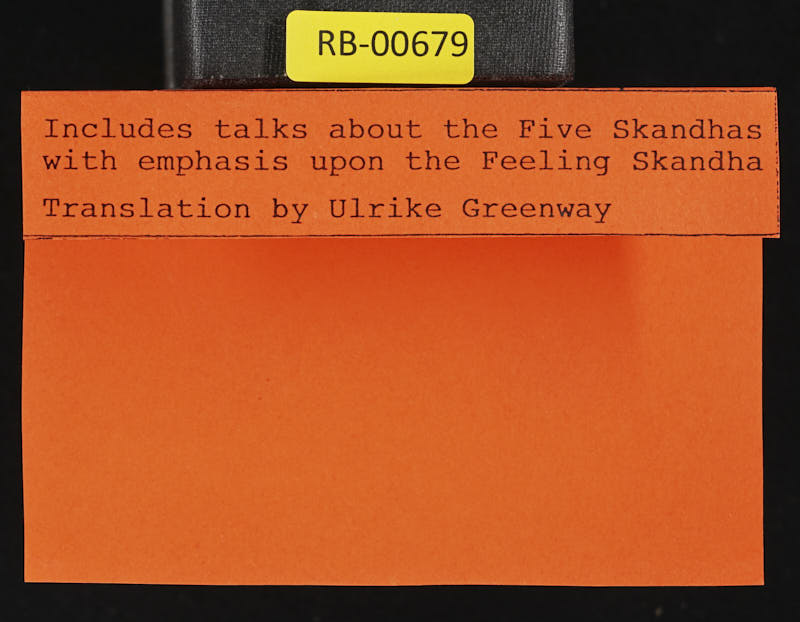 RB-00679
Includes talks about the Five Skandhas
with emphasis upon the Feeling Skandha
Translation by Ulrike Greenway